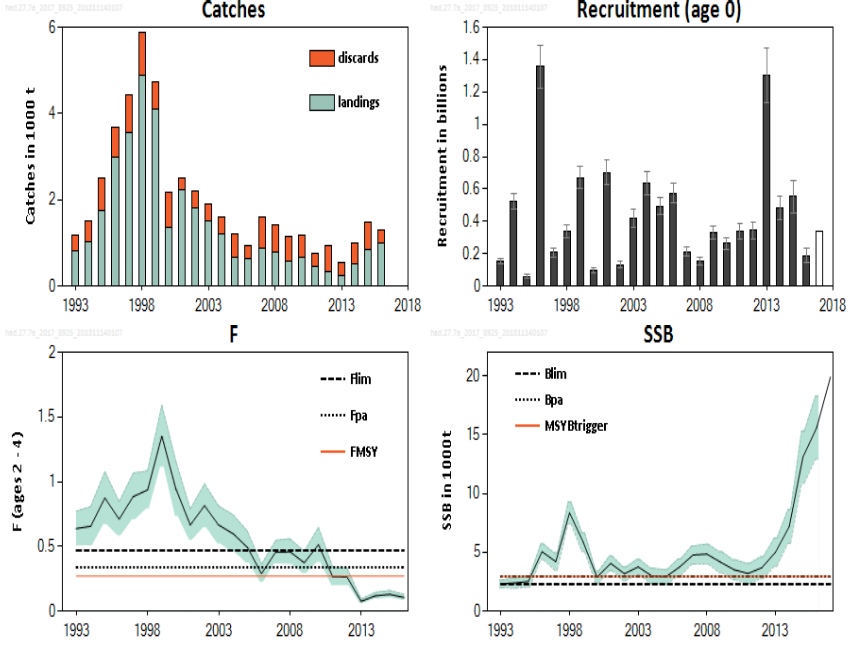 Catches
Recruitment (age 0)
Catches in 1000 t
6
4
2
0
discards
landings
1993
1998
2003
2008
2013
2018
Recruitment in billions
1.6
1.4
1.2
1
0.8
0.6
0.4
0.2
0
1993
1998
2003
2008
2013
2018
F
SSB
F (ages 2 - 4)
2
1.5
1
0.5
0
Flim
Fpa
FMSY
1993
1998
2003
2008
2013
SSB in 1000t
20
15
10
5
0
Blim
Bpa
MSYBtrigger
1993
1998
2003
2008
2013